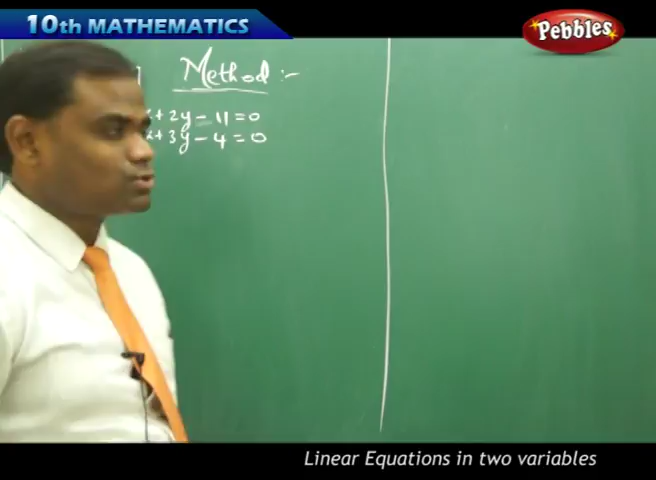 10th MATHEMATICS
Pebbles
Method :-
+ 2y - 11 = 0
+ 3y - 4 = 0
Linear Equations in two variables